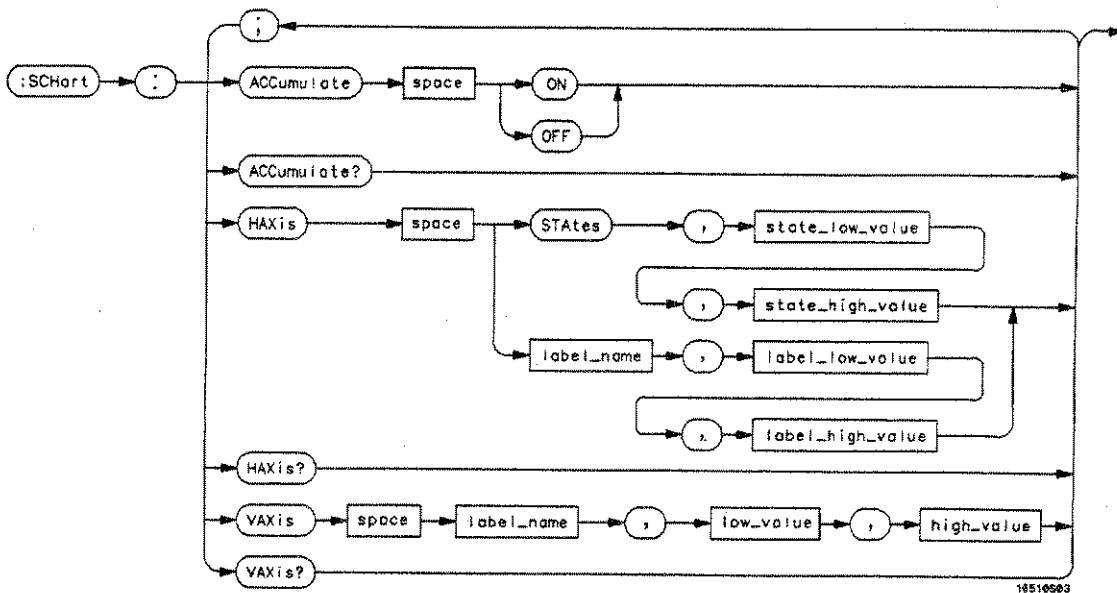 ;
:SCHart : ACCumulate space ON
OFF
ACCumulate?
HAXis space STAtes , state_low_value
, state_high_value
label_name , label_low_value
, label_high_value
HAXis?
VAXis space label_name , low_value , high_value
VAXis?
16510S03